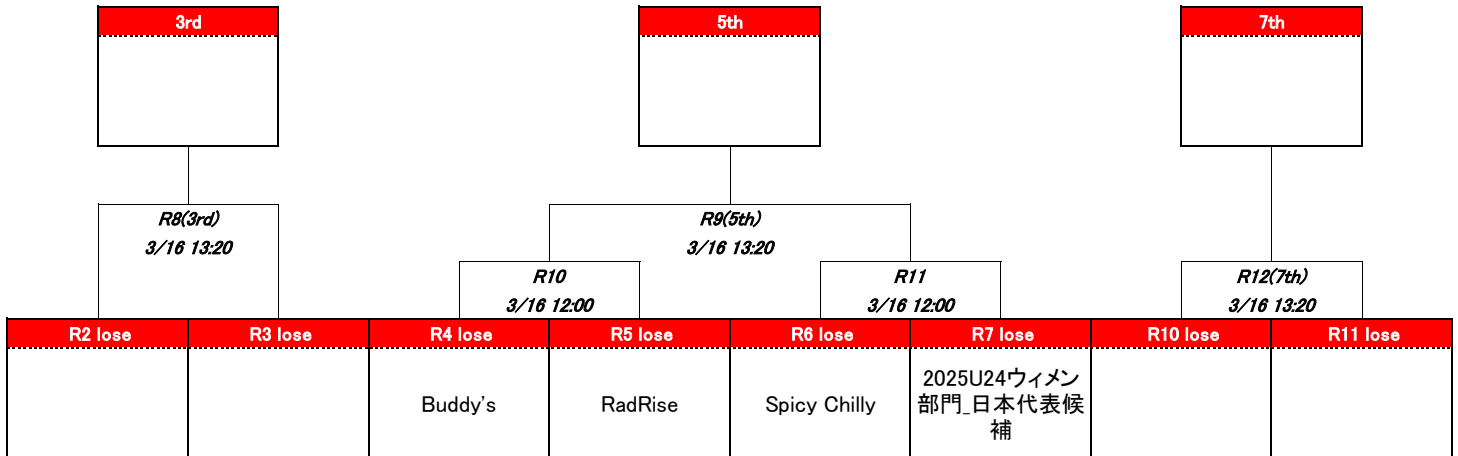 3rd
5th
7th
R8(3rd)
3/16 13:20
R9(5th)
3/16 13:20
R10
3/16 12:00
R11
3/16 12:00
R12(7th)
3/16 13:20
R2 lose
R3 lose
R4 lose
R5 lose
R6 lose
R7 lose
R10 lose
R11 lose
Buddy's
RadRise
Spicy Chilly
2025U24ウィメン
部門_日本代表候
補